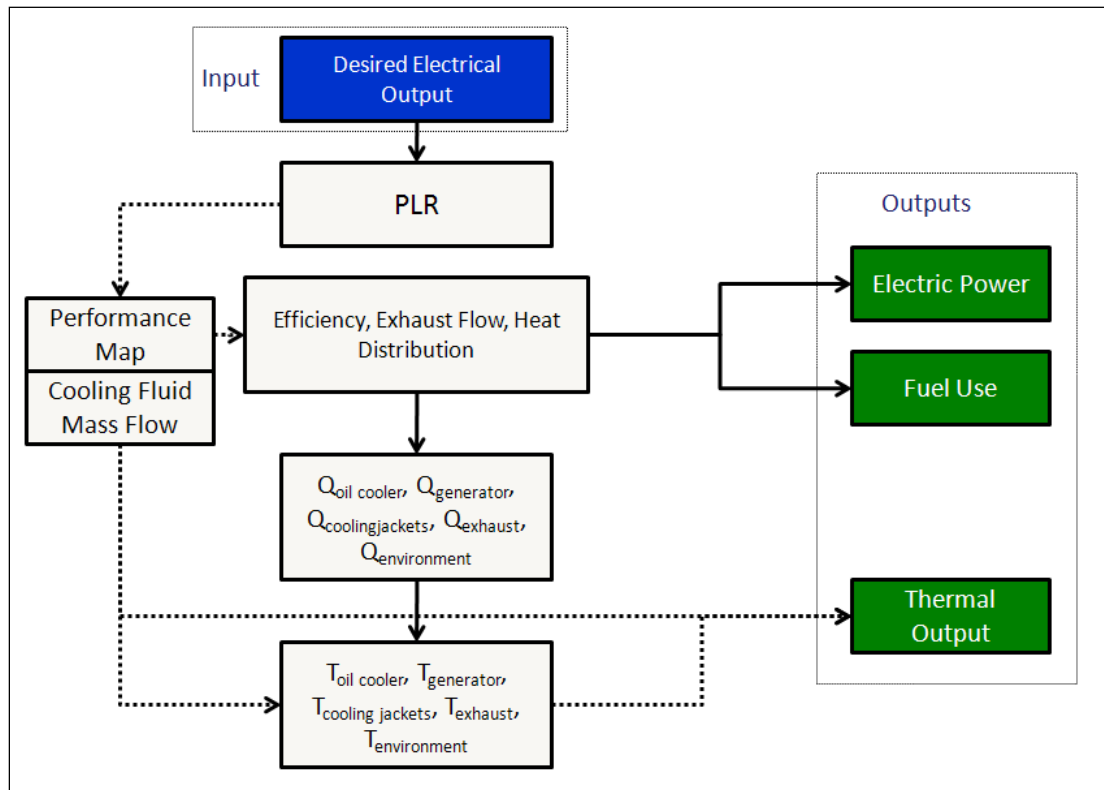 Input
Desired Electrical
Output
PLR
Outputs
Electric Power
Performance
Map
Efficiency, Exhaust Flow, Heat
Distribution
Cooling Fluid
Mass Flow
Fuel Use
Qoil cooler, Qgenerator,
Qcoolingjackets, Qexhaust,
Qenvironment
Thermal
Output
Toil cooler, Tgenerator,
Tcooling jackets, Texhaust,
Tenvironment